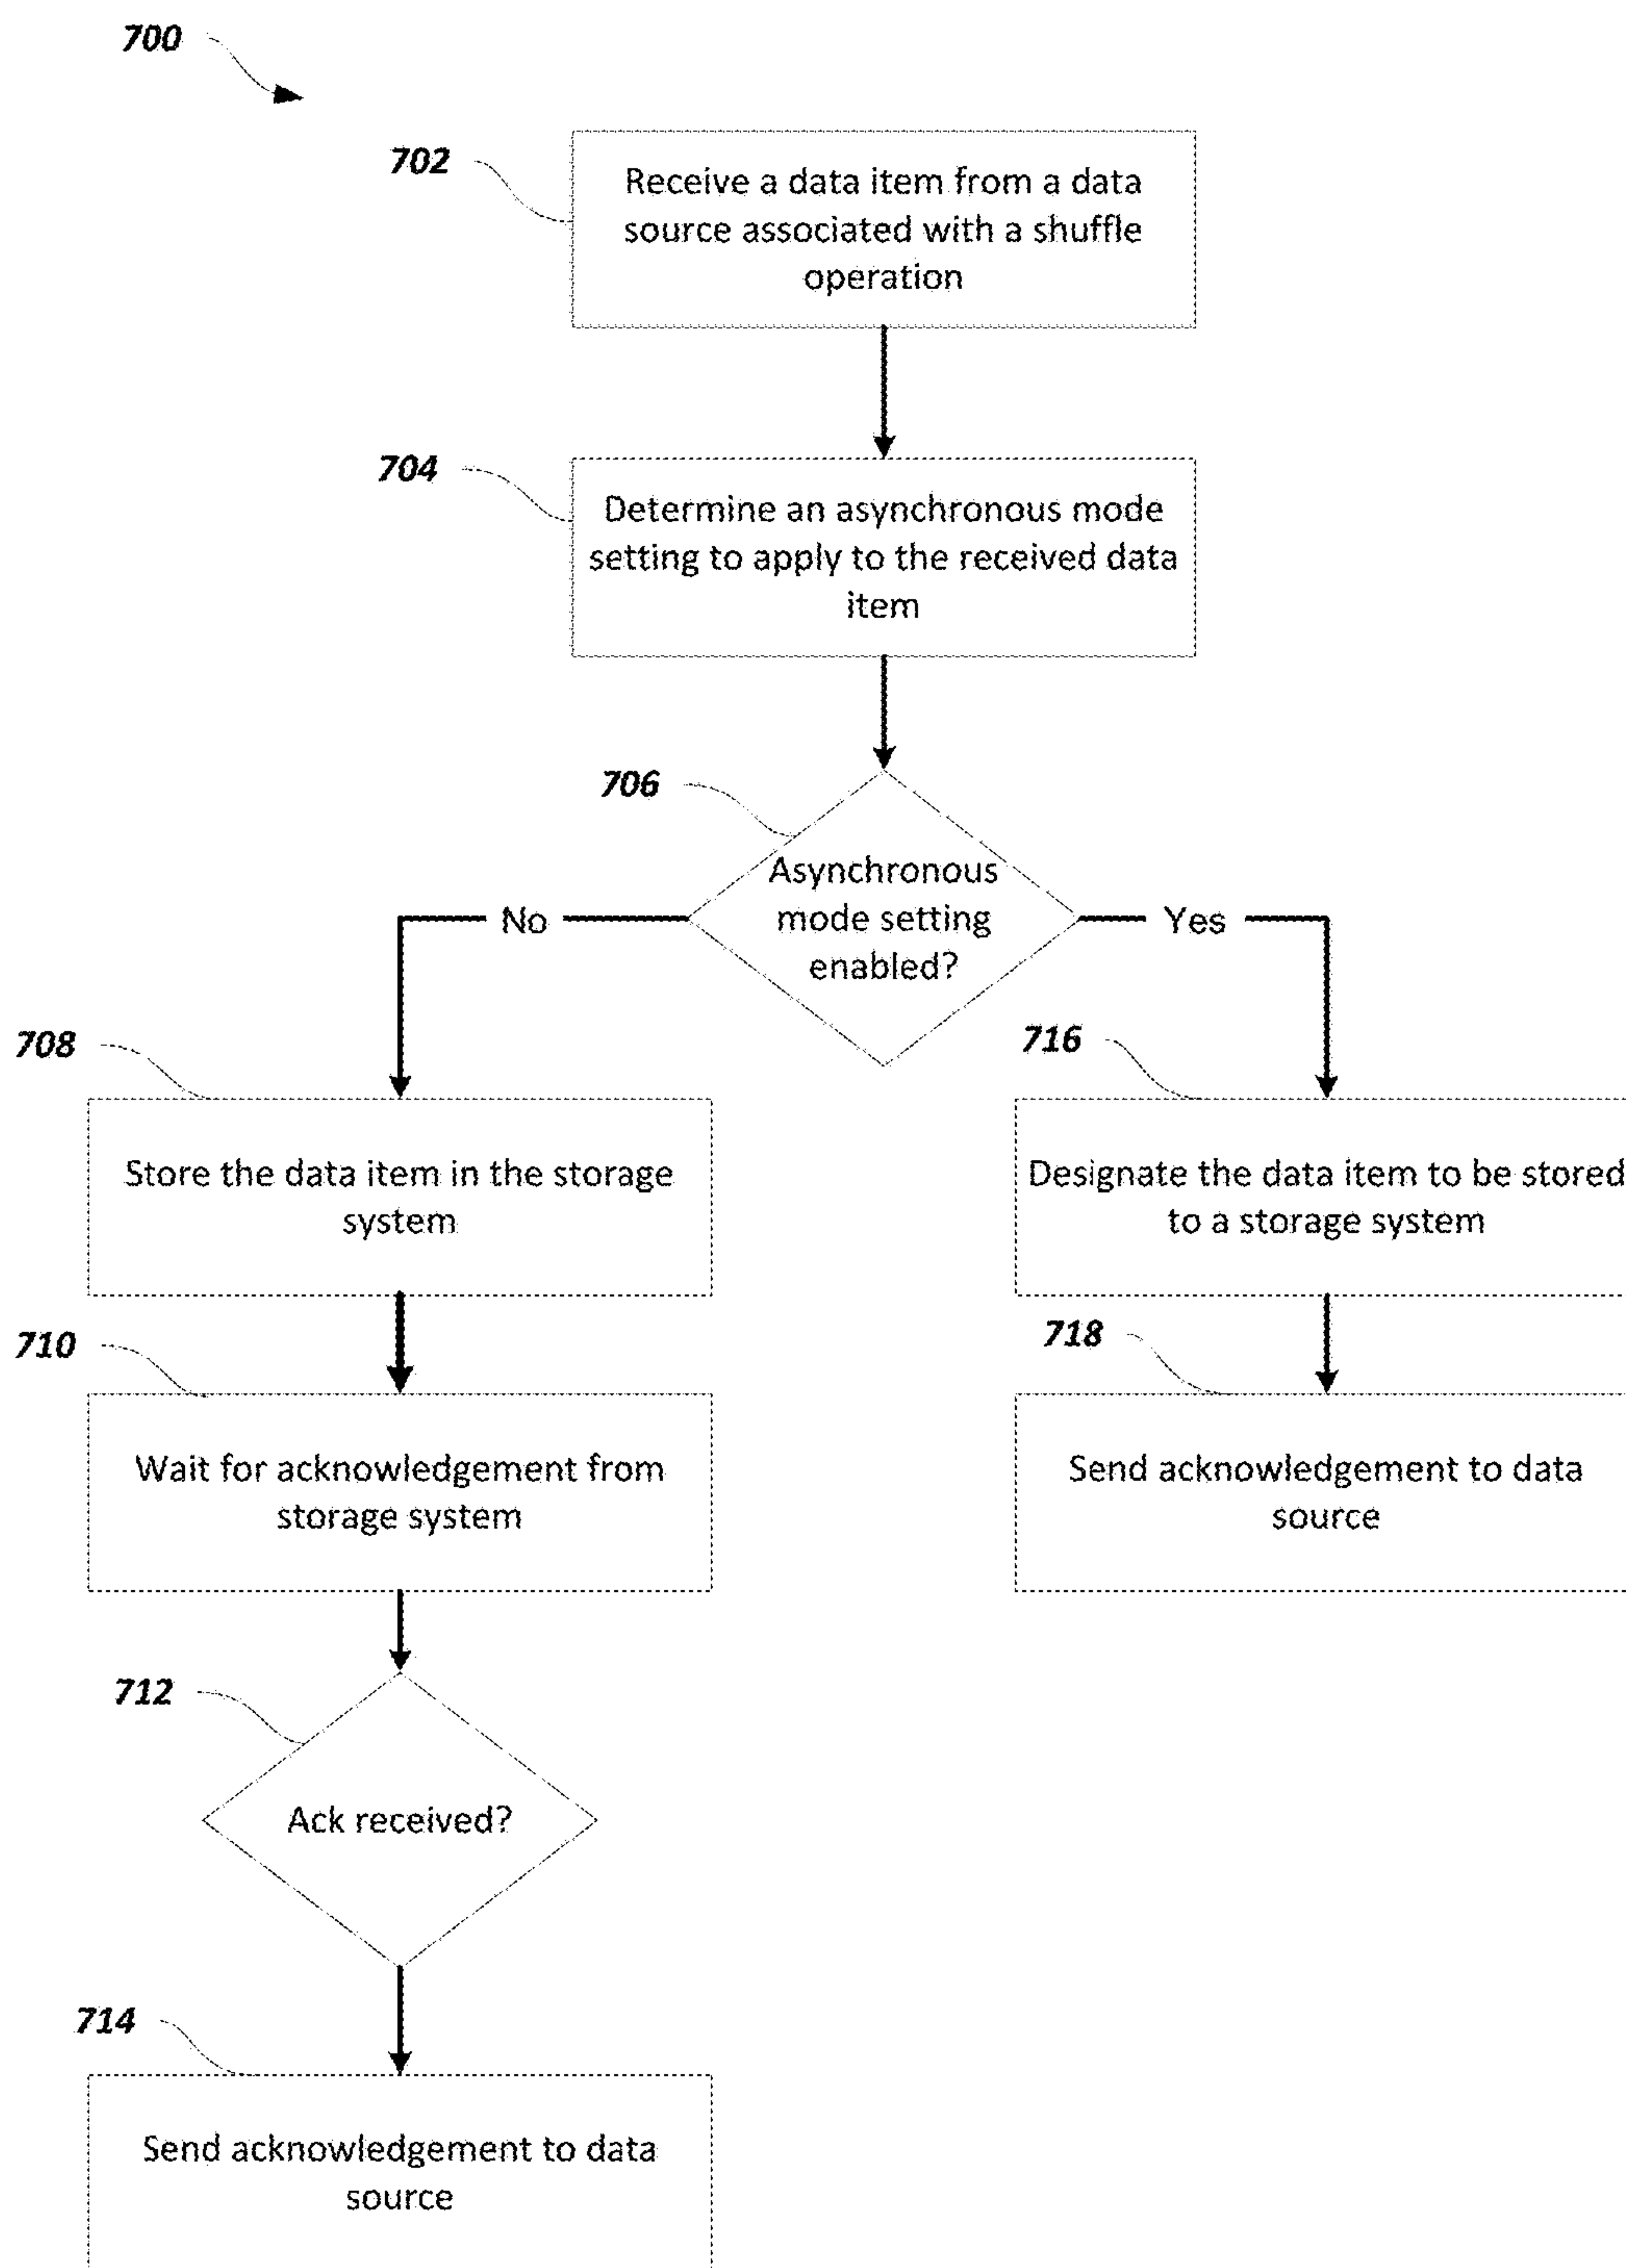 700
702
Receive a data item from a data
source associated with a shuffle
operation
704
Determine an asynchronous mode
setting to apply to the received data
item
706
Asynchronous
mode setting
enabled?
No
Yes
708
Store the data item in the storage
system
716
Designate the data item to be stored
to a storage system
710
Wait for acknowledgement from
storage system
718
Send acknowledgement to data
source
712
Ack received?
714
Send acknowledgement to data
source